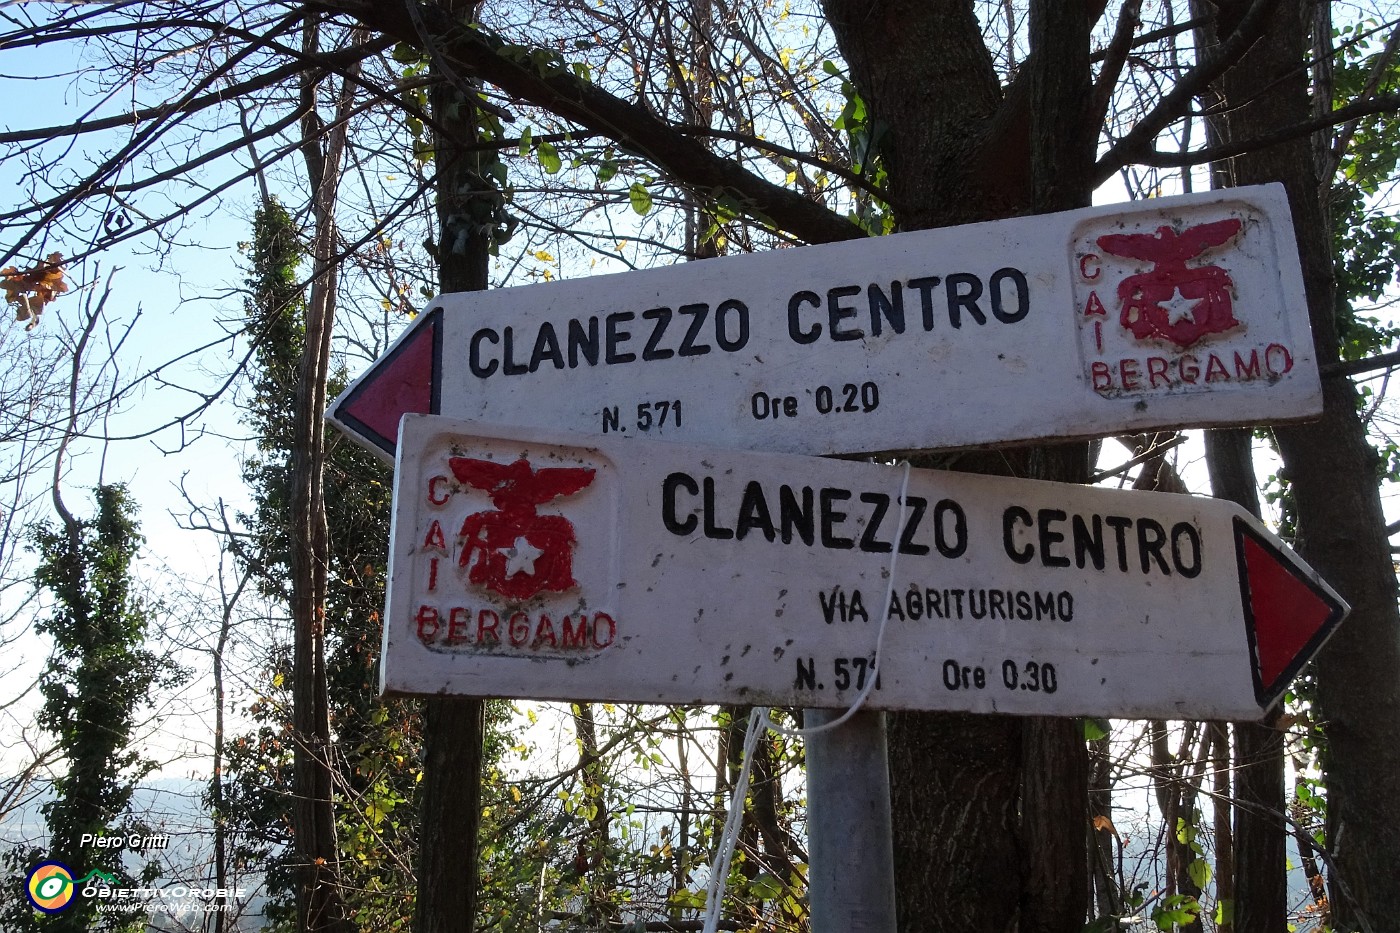 CLANEZZO CENTRO
N. 571 Ore 0.20
CAI
BERGAMO
CAI
BERGAMO
CLANEZZO CENTRO
VIA AGRITURISMO
N. 571 Ore 0.30
Piero Gritti
OBIETTIVOROBIE
www.PieroWeb.com